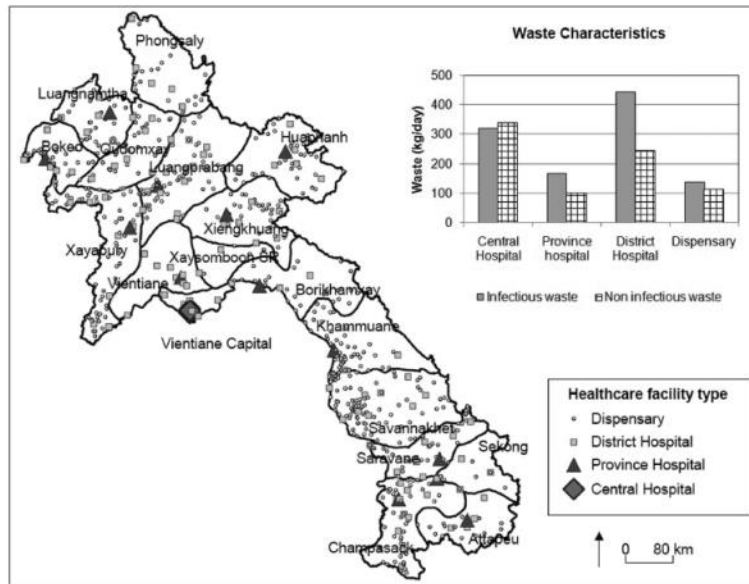 Phongsaly
Luangnamtha
Bokeo
Oudomxay
Huaphanh
Luangprabang
Xiengkhuang
Xayabury
Xaysomboon SR
Vientiane
Borikhamxay
Vientiane Capital
Khammuane
Savannakhet
Saravane
Sekong
Champasack
Attapeu
Waste Characteristics
Waste (kg/day)
500
400
300
200
100
0
Central Hospital
Province hospital
District Hospital
Dispensary
Infectious waste
Non infectious waste
Healthcare facility type
Dispensary
District Hospital
Province Hospital
Central Hospital
0 80 km